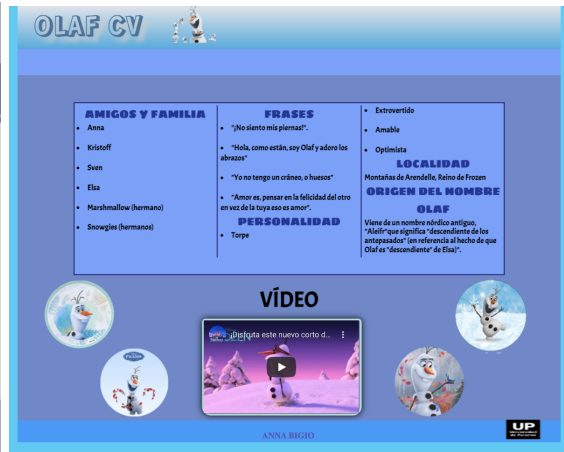 OLAF CV
AMIGOS Y FAMILIA
Anna
Kristoff
Sven
Elsa
Marshmallow (hermano)
Snowgies (hermanos)
FRASES
"¡No siento mis piernas!".
"Hola, como están, soy Olaf y adoro los
abrazos"
"Yo no tengo un cráneo, o huesos"
"Amor es, pensar en la felicidad del otro
en vez de la tuya eso es amor".
PERSONALIDAD
Torpe
Extrovertido
Amable
Optimista
LOCALIDAD
Montañas de Arendelle, Reino de Frozen
ORIGEN DEL NOMBRE
OLAF
Viene de un nombre nórdico antiguo,
"Aleifr"que significa "descendiente de los
antepasados" (en referencia al hecho de que
Olaf es "descendiente" de Elsa)".
VÍDEO
¡Disfruta este nuevo corto d...
FROZEN
UP
ANNA BIGIO